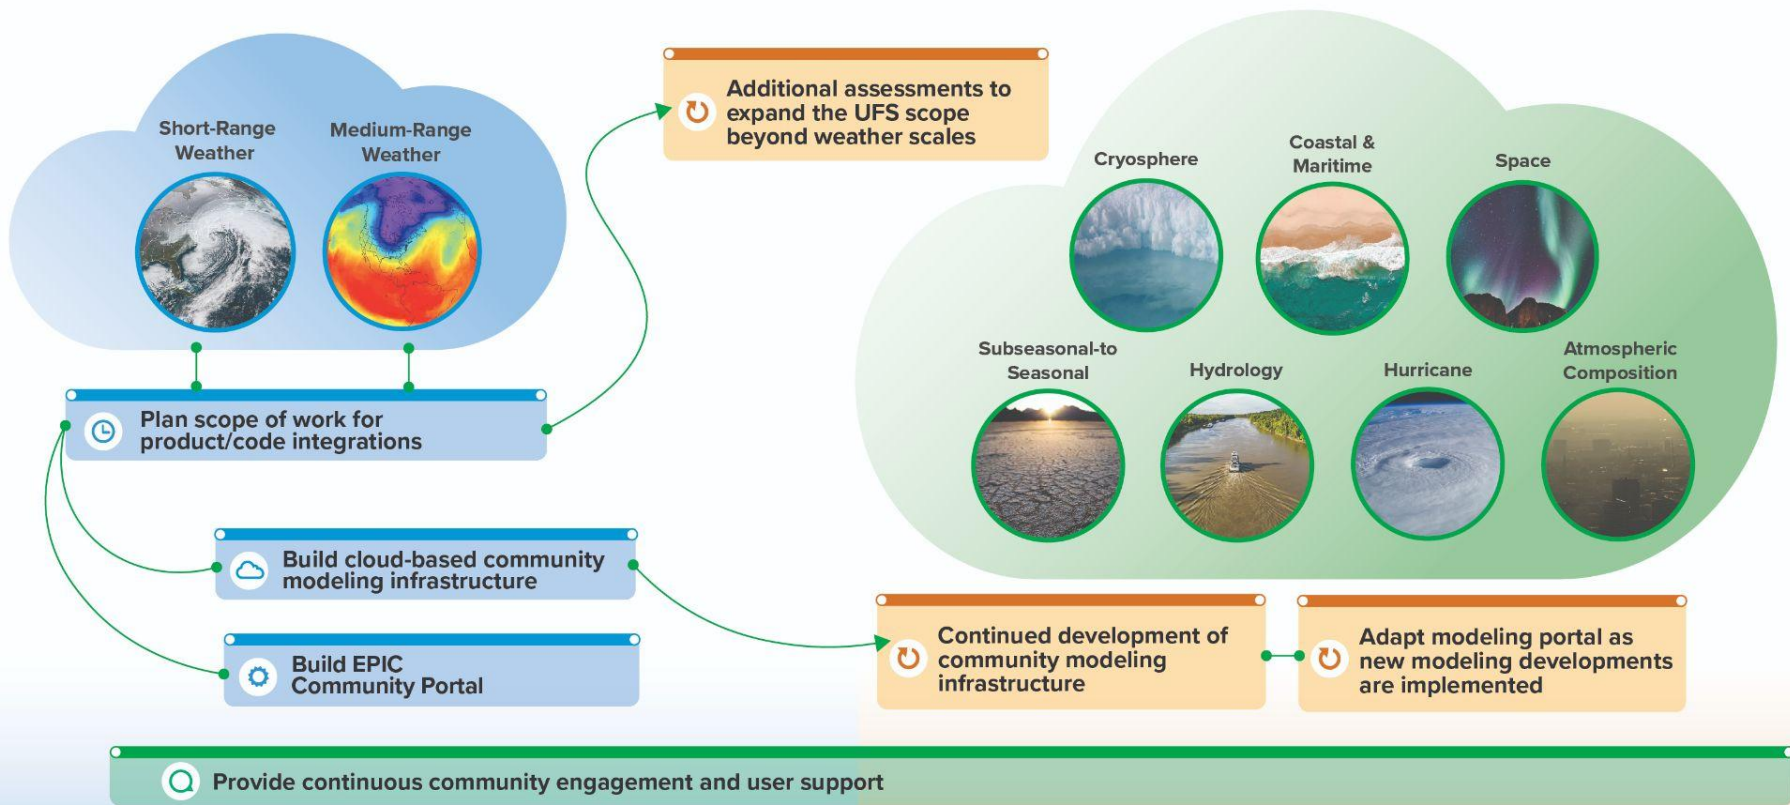 Short-Range
Weather
Medium-Range
Weather
Plan scope of work for
product/code integrations
Build cloud-based community
modeling infrastructure
Build EPIC
Community Portal
Additional assessments to
expand the UFS scope
beyond weather scales
Cryosphere
Coastal &
Maritime
Space
Subseasonal-to
Seasonal
Hydrology
Hurricane
Atmospheric
Composition
Continued development of
community modeling
infrastructure
Adapt modeling portal as
new modeling developments
are implemented
Provide continuous community engagement and user support